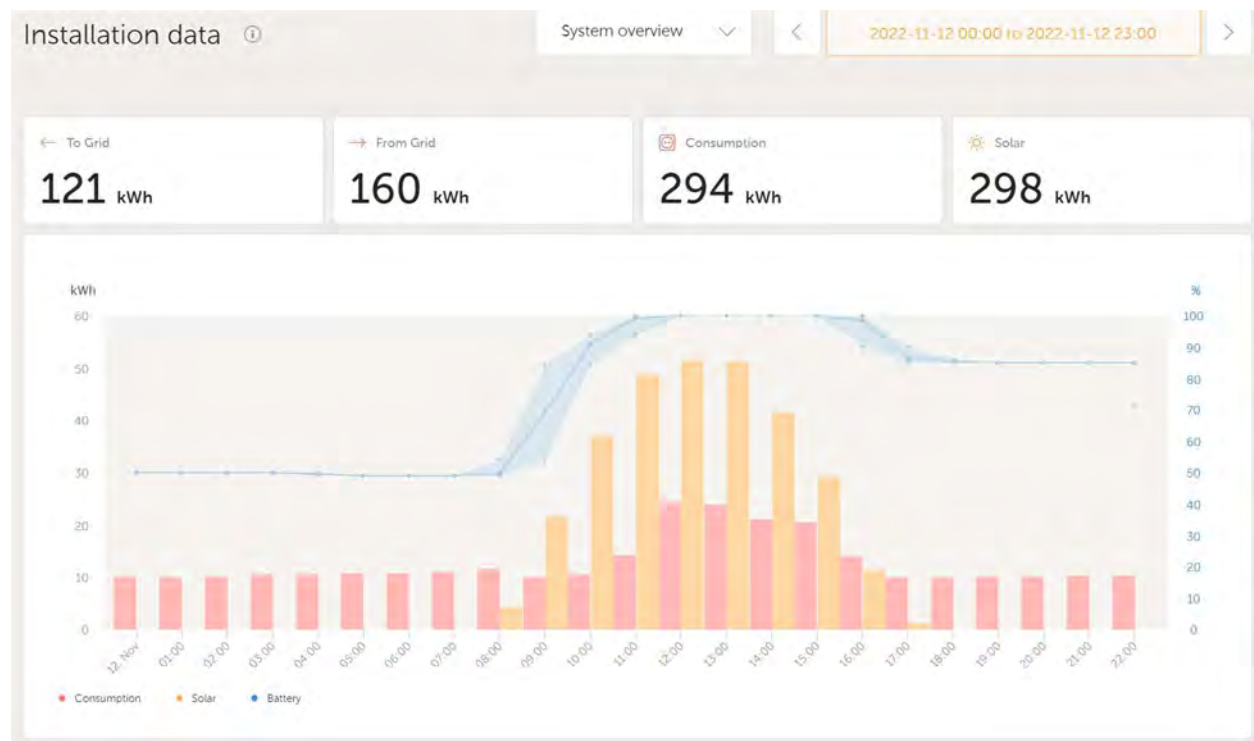 Installation data
System overview
2022-11-12 00:00 to 2022-11-12 23:00
To Grid
121 kWh
From Grid
160 kWh
Consumption
294 kWh
Solar
298 kWh
kWh
%
60
50
40
30
20
10
0
100
90
80
70
60
50
40
30
20
10
0
12. Nov
01:00
02:00
03:00
04:00
05:00
06:00
07:00
08:00
09:00
10:00
11:00
12:00
13:00
14:00
15:00
16:00
17:00
18:00
19:00
20:00
21:00
22:00
Consumption Solar Battery